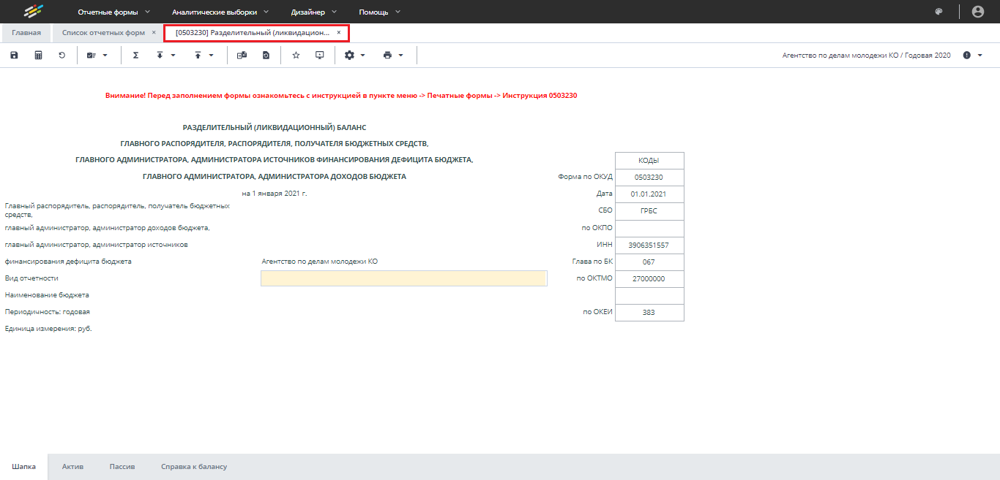 Отчетные формы Аналитические выборки Дизайнер Помощь
Главная Список отчетных форм × [0503230] Разделительный (ликвидацион... ×
Σ Агентство по делам молодежи КО / Годовая 2020
Внимание! Перед заполнением формы ознакомьтесь с инструкцией в пункте меню -> Печатные формы -> Инструкция 0503230
РАЗДЕЛИТЕЛЬНЫЙ (ЛИКВИДАЦИОННЫЙ) БАЛАНС
ГЛАВНОГО РАСПОРЯДИТЕЛЯ, РАСПОРЯДИТЕЛЯ, ПОЛУЧАТЕЛЯ БЮДЖЕТНЫХ СРЕДСТВ,
ГЛАВНОГО АДМИНИСТРАТОРА, АДМИНИСТРАТОРА ИСТОЧНИКОВ ФИНАНСИРОВАНИЯ ДЕФИЦИТА БЮДЖЕТА, КОДЫ
ГЛАВНОГО АДМИНИСТРАТОРА, АДМИНИСТРАТОРА ДОХОДОВ БЮДЖЕТА Форма по ОКУД 0503230
на 1 января 2021 г. Дата 01.01.2021
Главный распорядитель, распорядитель, получатель бюджетных
средств, СБО ГРБС
главный администратор, администратор доходов бюджета, по ОКПО
главный администратор, администратор источников ИНН 3906351557
финансирования дефицита бюджета Агентство по делам молодежи КО Глава по БК 067
Вид отчетности по ОКТМО 27000000
Наименование бюджета
Периодичность: годовая по ОКЕИ 383
Единица измерения: руб.
Шапка Актив Пассив Справка к балансу